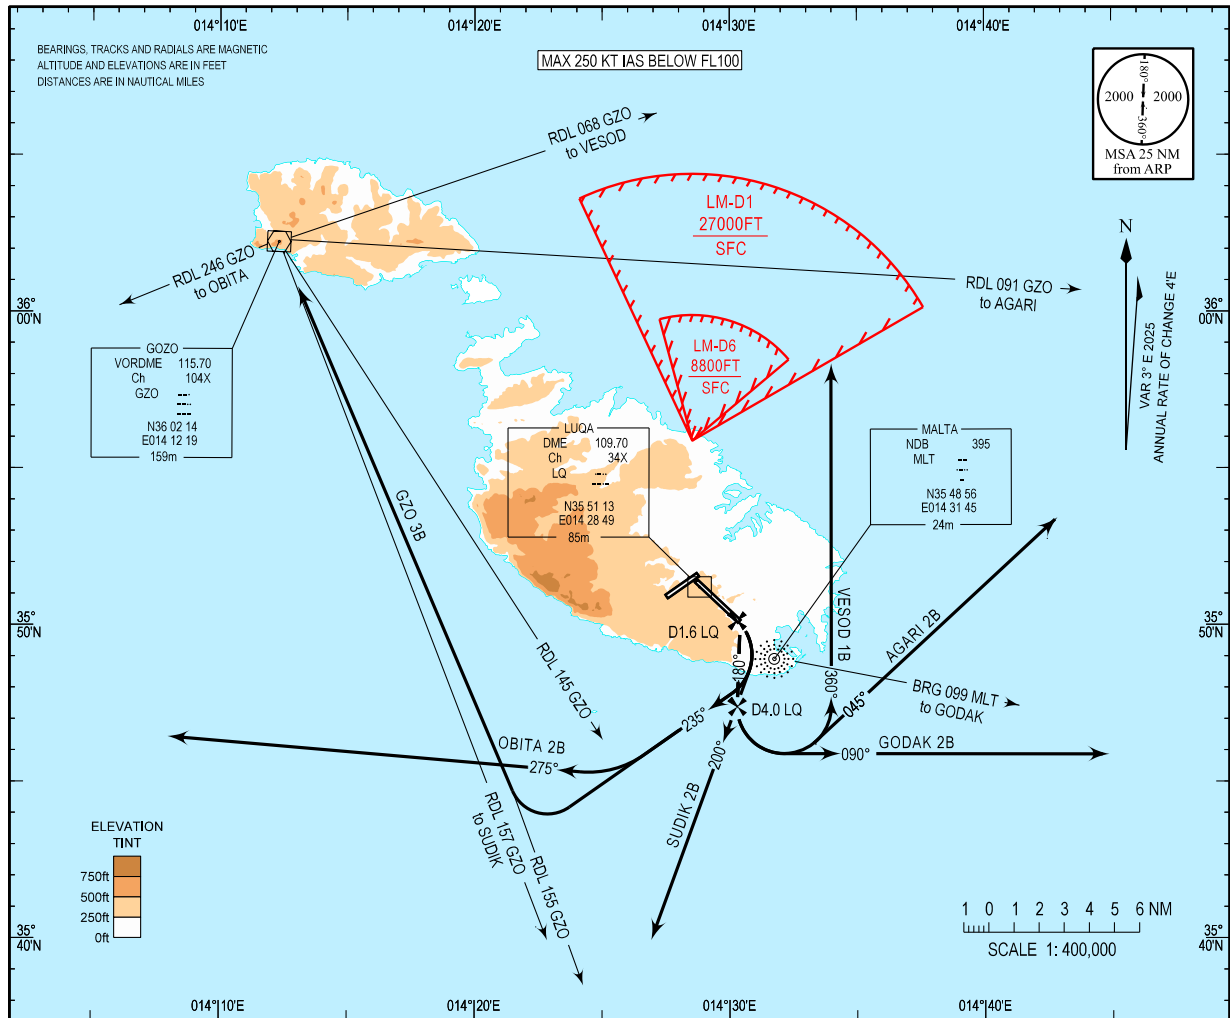 014°10'E
014°20'E
014°30'E
014°40'E
BEARINGS, TRACKS AND RADIALS ARE MAGNETIC
ALTITUDE AND ELEVATIONS ARE IN FEET
DISTANCES ARE IN NAUTICAL MILES
MAX 250 KT IAS BELOW FL100
180°
2000
2000
360°
MSA 25 NM
from ARP
RDL 068 GZO
to VESOD
LM-D1
27000FT
SFC
N
VAR 3° E 2025
ANNUAL RATE OF CHANGE 4'E
RDL 246 GZO
to OBITA
RDL 091 GZO
to AGARI
36°
00'N
36°
00'N
LM-D6
8800FT
SFC
GOZO
VORDME 115.70
Ch 104X
GZO
N36 02 14
E014 12 19
159m
LUQA
DME 109.70
Ch 34X
LQ
N35 51 13
E014 28 49
85m
MALTA
NDB 395
MLT
N35 48 56
E014 31 45
24m
GZO 3B
VESOD 1B
360°
AGARI 2B
045°
35°
50'N
35°
50'N
D1.6 LQ
180°
RDL 145 GZO
BRG 099 MLT
to GODAK
D4.0 LQ
235°
200°
OBITA 2B
275°
GODAK 2B
090°
SUDIK 2B
RDL 157 GZO
to SUDIK
RDL 155 GZO
ELEVATION
TINT
750ft
500ft
250ft
0ft
1 0 1 2 3 4 5 6 NM
SCALE 1: 400,000
35°
40'N
35°
40'N
014°10'E
014°20'E
014°30'E
014°40'E